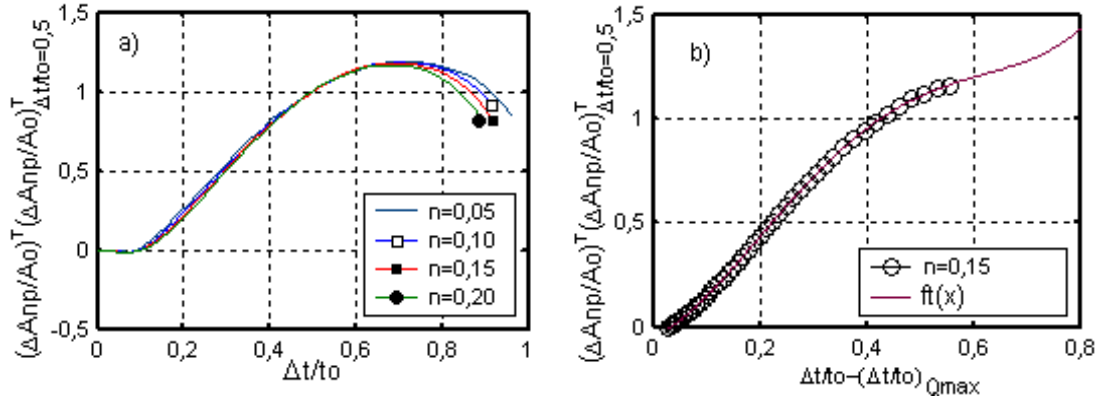 a)
(ΔAnp/Ao)ᵀ(ΔAnp/Ao)ᵀΔt/to=0,5
1,5
1
0,5
0
-0,5
0
0,2
0,4
0,6
0,8
1
Δt/to
n=0,05
n=0,10
n=0,15
n=0,20
b)
(ΔAnp/Ao)ᵀ(ΔAnp/Ao)ᵀΔt/to=0,5
1,5
1
0,5
0
0
0,2
0,4
0,6
0,8
Δt/to-(Δt/to)Qmax
n=0,15
ft(x)